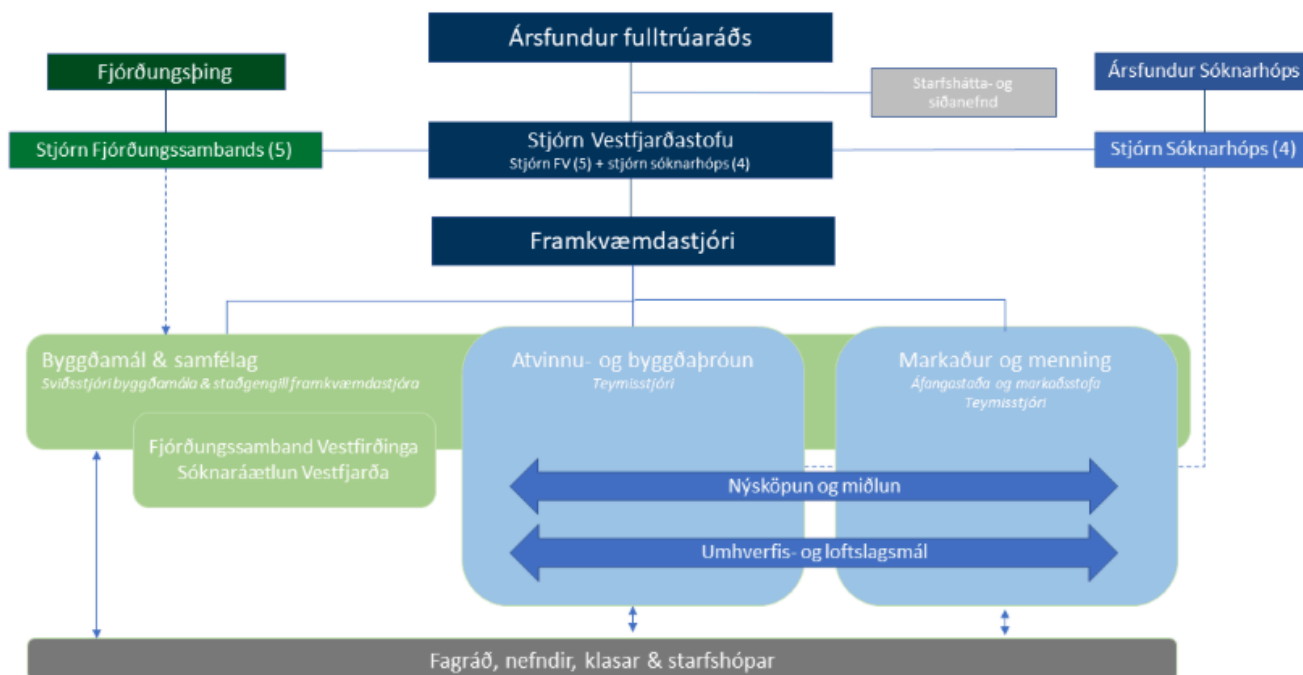 Ársfundur fulltrúaráðs
Fjórðungsþing
Ársfundur Sóknarhóps
Starfshátta- og
siðanefnd
Stjórn Fjórðungssambands (5)
Stjórn Vestfjarðastofu
Stjórn FV (5) + stjórn sóknarhóps (4)
Stjórn Sóknarhóps (4)
Framkvæmdastjóri
Byggðamál & samfélag
Sviðsstjóri byggðamála & staðgengill framkvæmdastjóra
Atvinnu- og byggðaþróun
Teymisstjóri
Markaður og menning
Áfangastaða og markaðsstofa
Teymisstjóri
Fjórðungssamband Vestfirðinga
Sóknaráætlun Vestfjarða
Nýsköpun og miðlun
Umhverfis- og loftslagsmál
Fagráð, nefndir, klasar & starfshópar